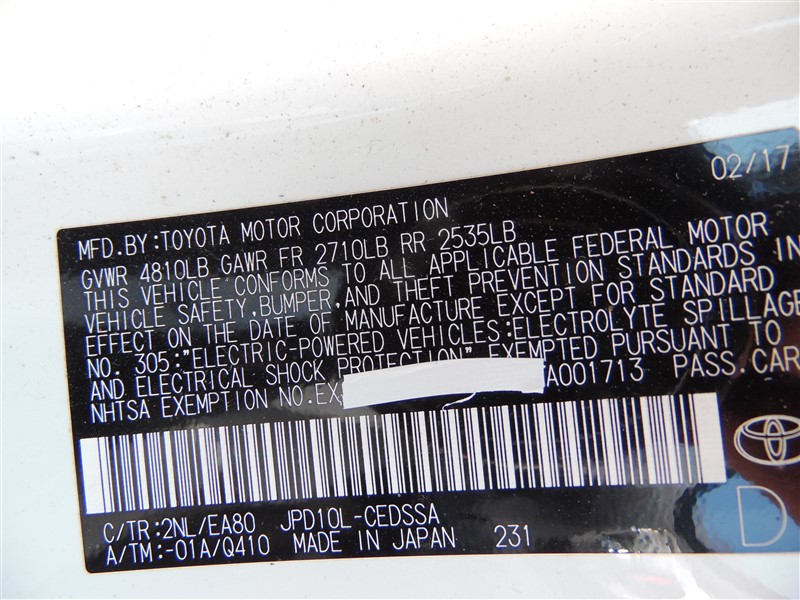 02/17
MFD.BY:TOYOTA MOTOR CORPORATION
GVWR 4810LB GAWR FR 2710LB RR 2535LB
THIS VEHICLE CONFORMS TO ALL APPLICABLE FEDERAL MOTOR
VEHICLE SAFETY,BUMPER,AND THEFT PREVENTION STANDARDS IN
EFFECT ON THE DATE OF MANUFACTURE EXCEPT FOR STANDARD
NO. 305:"ELECTRIC-POWERED VEHICLES:ELECTROLYTE SPILLAGE
AND ELECTRICAL SHOCK PROTECTION" EXEMPTED PURSUANT TO
NHTSA EXEMPTION NO.EX A001713 PASS.CAR
C/TR:2NL/EA80 JPD10L-CEDSSA
A/TM:-01A/Q410 MADE IN JAPAN 231
D